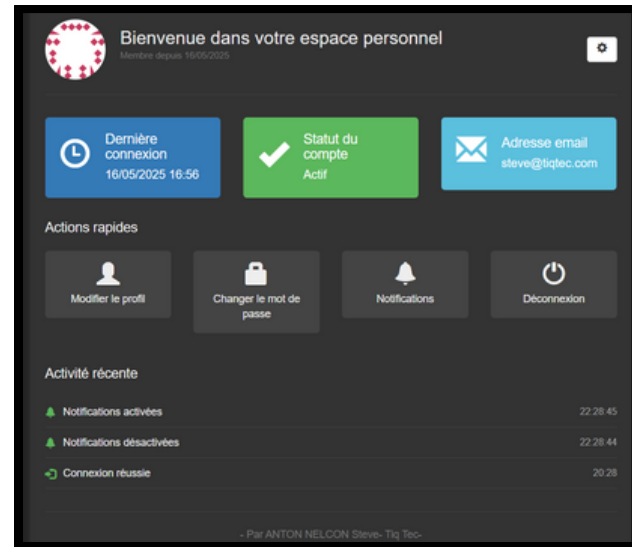 Bienvenue dans votre espace personnel
Membre depuis 16/05/2025
Dernière
connexion
16/05/2025 16:56
Statut du
compte
Actif
Adresse email
steve@tiqtec.com
Actions rapides
Modifier le profil
Changer le mot de
passe
Notifications
Déconnexion
Activité récente
Notifications activées
22:28:45
Notifications désactivées
22:28:44
Connexion réussie
20:28
- Par ANTON NELCON Steve- Tiq Tec-